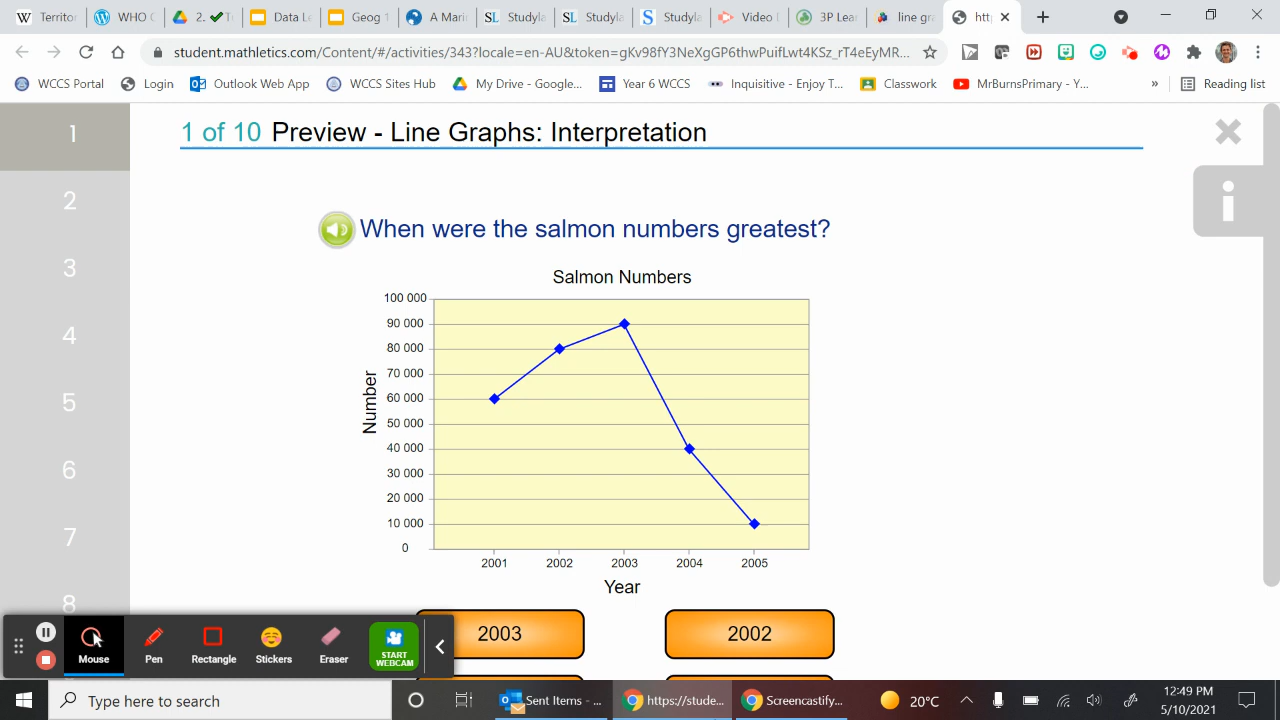 Territor
WHO C
2. ✔T
Data Le
Geog 1
A Mario
Studyla
Studyla
Studyla
Video I
3P Lear
line gra
htt
student.mathletics.com/Content/#/activities/343?locale=en-AU&token=gKv98fY3NeXgGP6thwPuifLwt4KSz_rT4eEyMR...
WCCS Portal
Login
Outlook Web App
WCCS Sites Hub
My Drive - Google...
Year 6 WCCS
Inquisitive - Enjoy T...
Classwork
MrBurnsPrimary - Y...
»
Reading list
1 of 10 Preview - Line Graphs: Interpretation
1
2
3
4
5
6
7
8
i
When were the salmon numbers greatest?
Salmon Numbers
100 000
90 000
80 000
70 000
60 000
50 000
40 000
30 000
20 000
10 000
0
Number
2001 2002 2003 2004 2005
Year
2003
2002
Mouse
Pen
Rectangle
Stickers
Eraser
START
WEBCAM
Type here to search
Sent Items - ...
https://stude...
Screencastify...
20°C
12:49 PM
5/10/2021